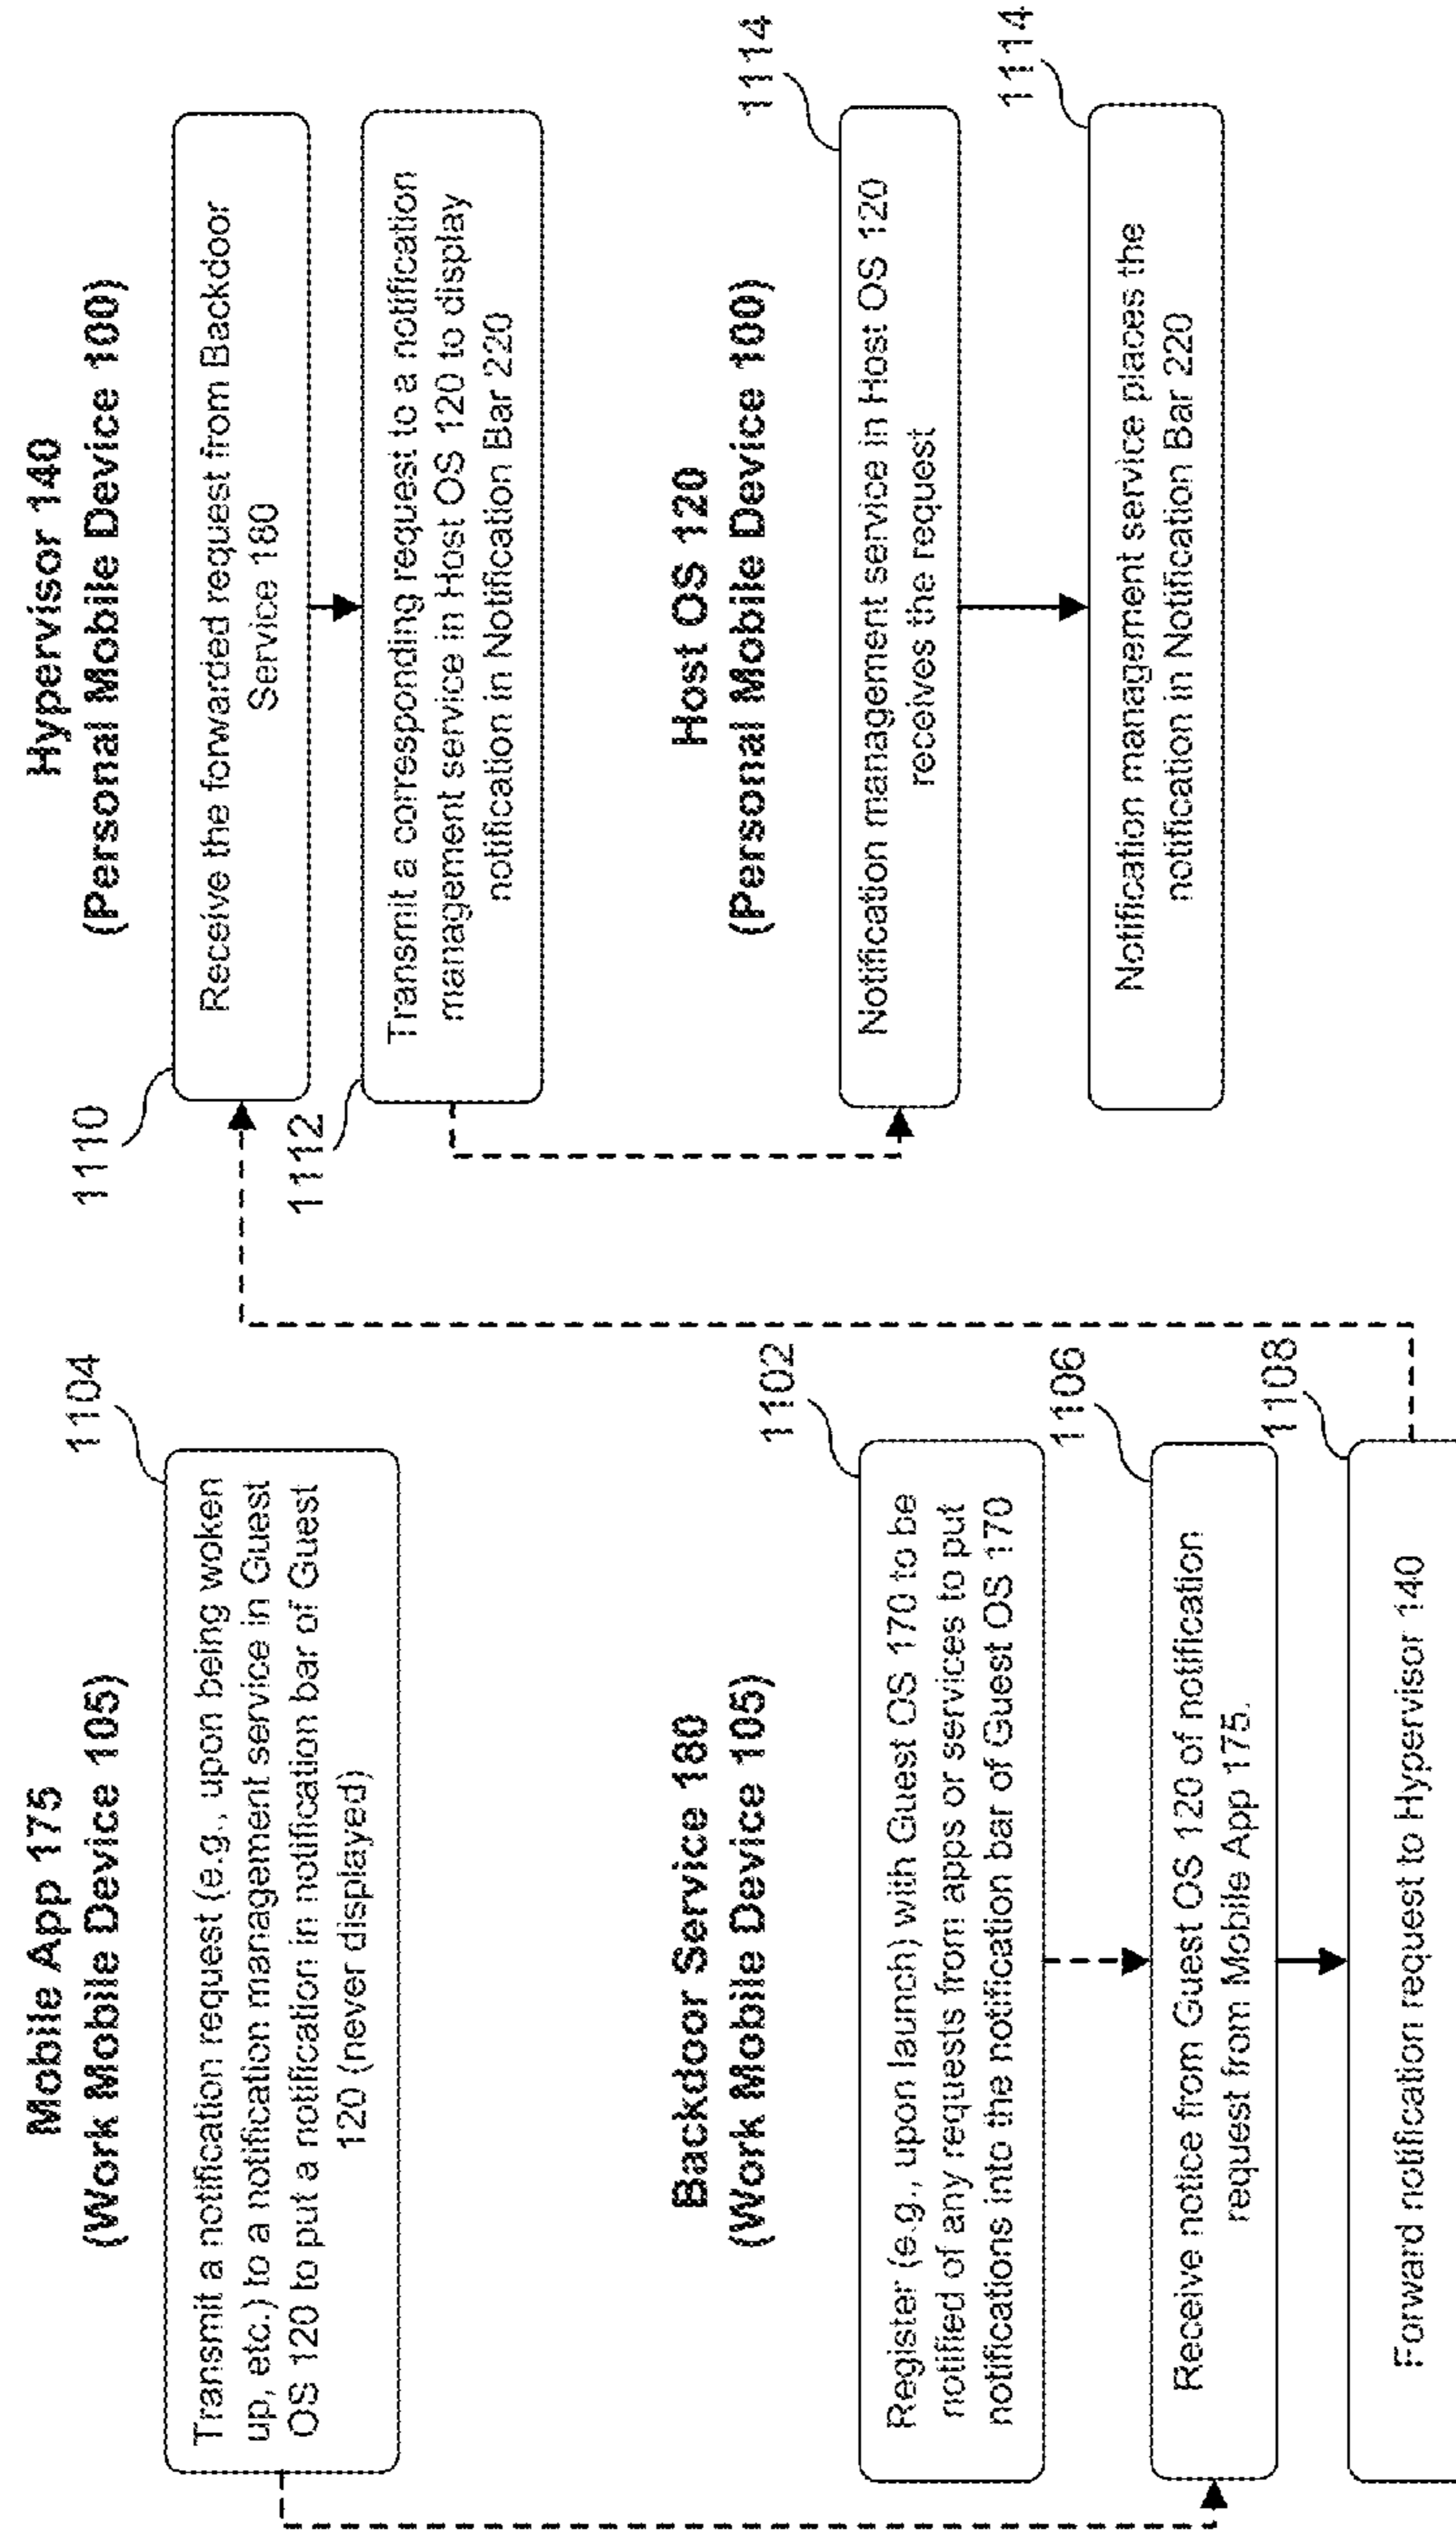 Mobile App 175
(Work Mobile Device 105)
1104
Transmit a notification request (e.g., upon being woken
up, etc.) to a notification management service in Guest
OS 120 to put a notification in notification bar of Guest
120 (never displayed)
Backdoor Service 180
(Work Mobile Device 105)
1102
Register (e.g., upon launch) with Guest OS 170 to be
notified of any requests from apps or services to put
notifications into the notification bar of Guest OS 170
1106
Receive notice from Guest OS 120 of notification
request from Mobile App 175.
1108
Forward notification request to Hypervisor 140
Hypervisor 140
(Personal Mobile Device 100)
1110
Receive the forwarded request from Backdoor
Service 180
1112
Transmit a corresponding request to a notification
management service in Host OS 120 to display
notification in Notification Bar 220
Host OS 120
(Personal Mobile Device 100)
1114
Notification management service in Host OS 120
receives the request
1114
Notification management service places the
notification in Notification Bar 220